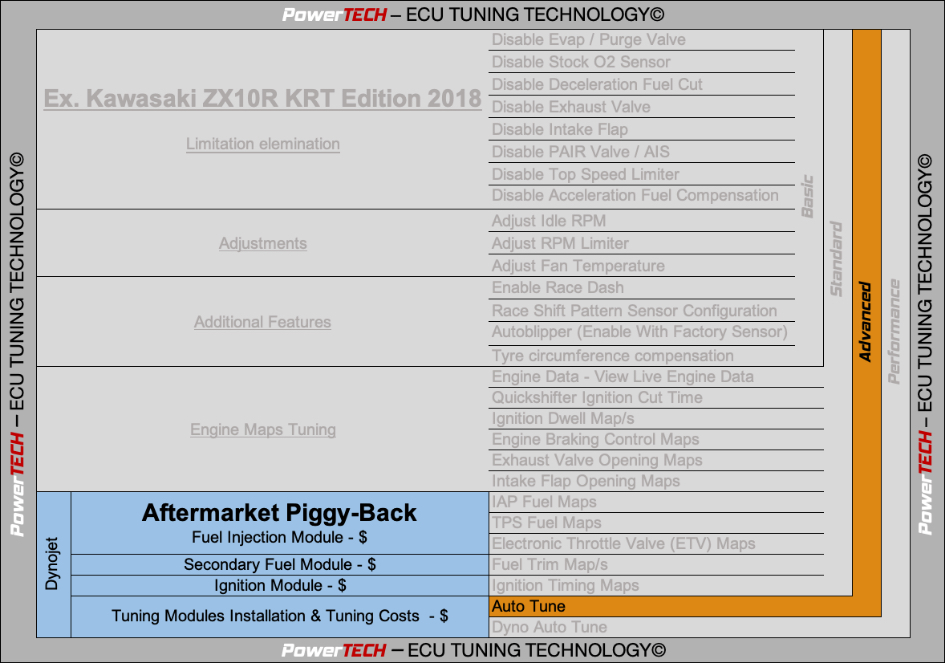 PowerTECH – ECU TUNING TECHNOLOGY©
Ex. Kawasaki ZX10R KRT Edition 2018
Limitation elemination
Disable Evap / Purge Valve
Disable Stock O2 Sensor
Disable Deceleration Fuel Cut
Disable Exhaust Valve
Disable Intake Flap
Disable PAIR Valve / AIS
Disable Top Speed Limiter
Disable Acceleration Fuel Compensation
Adjustments
Adjust Idle RPM
Adjust RPM Limiter
Adjust Fan Temperature
Additional Features
Enable Race Dash
Race Shift Pattern Sensor Configuration
Autoblipper (Enable With Factory Sensor)
Tyre circumference compensation
Engine Maps Tuning
Engine Data - View Live Engine Data
Quickshifter Ignition Cut Time
Ignition Dwell Map/s
Engine Braking Control Maps
Exhaust Valve Opening Maps
Intake Flap Opening Maps
Dynojet
Aftermarket Piggy-Back
Fuel Injection Module - $
Secondary Fuel Module - $
Ignition Module - $
Tuning Modules Installation & Tuning Costs - $
IAP Fuel Maps
TPS Fuel Maps
Electronic Throttle Valve (ETV) Maps
Fuel Trim Map/s
Ignition Timing Maps
Auto Tune
Dyno Auto Tune
Basic
Standard
Advanced
Performance
PowerTECH – ECU TUNING TECHNOLOGY©
PowerTECH – ECU TUNING TECHNOLOGY©
PowerTECH – ECU TUNING TECHNOLOGY©